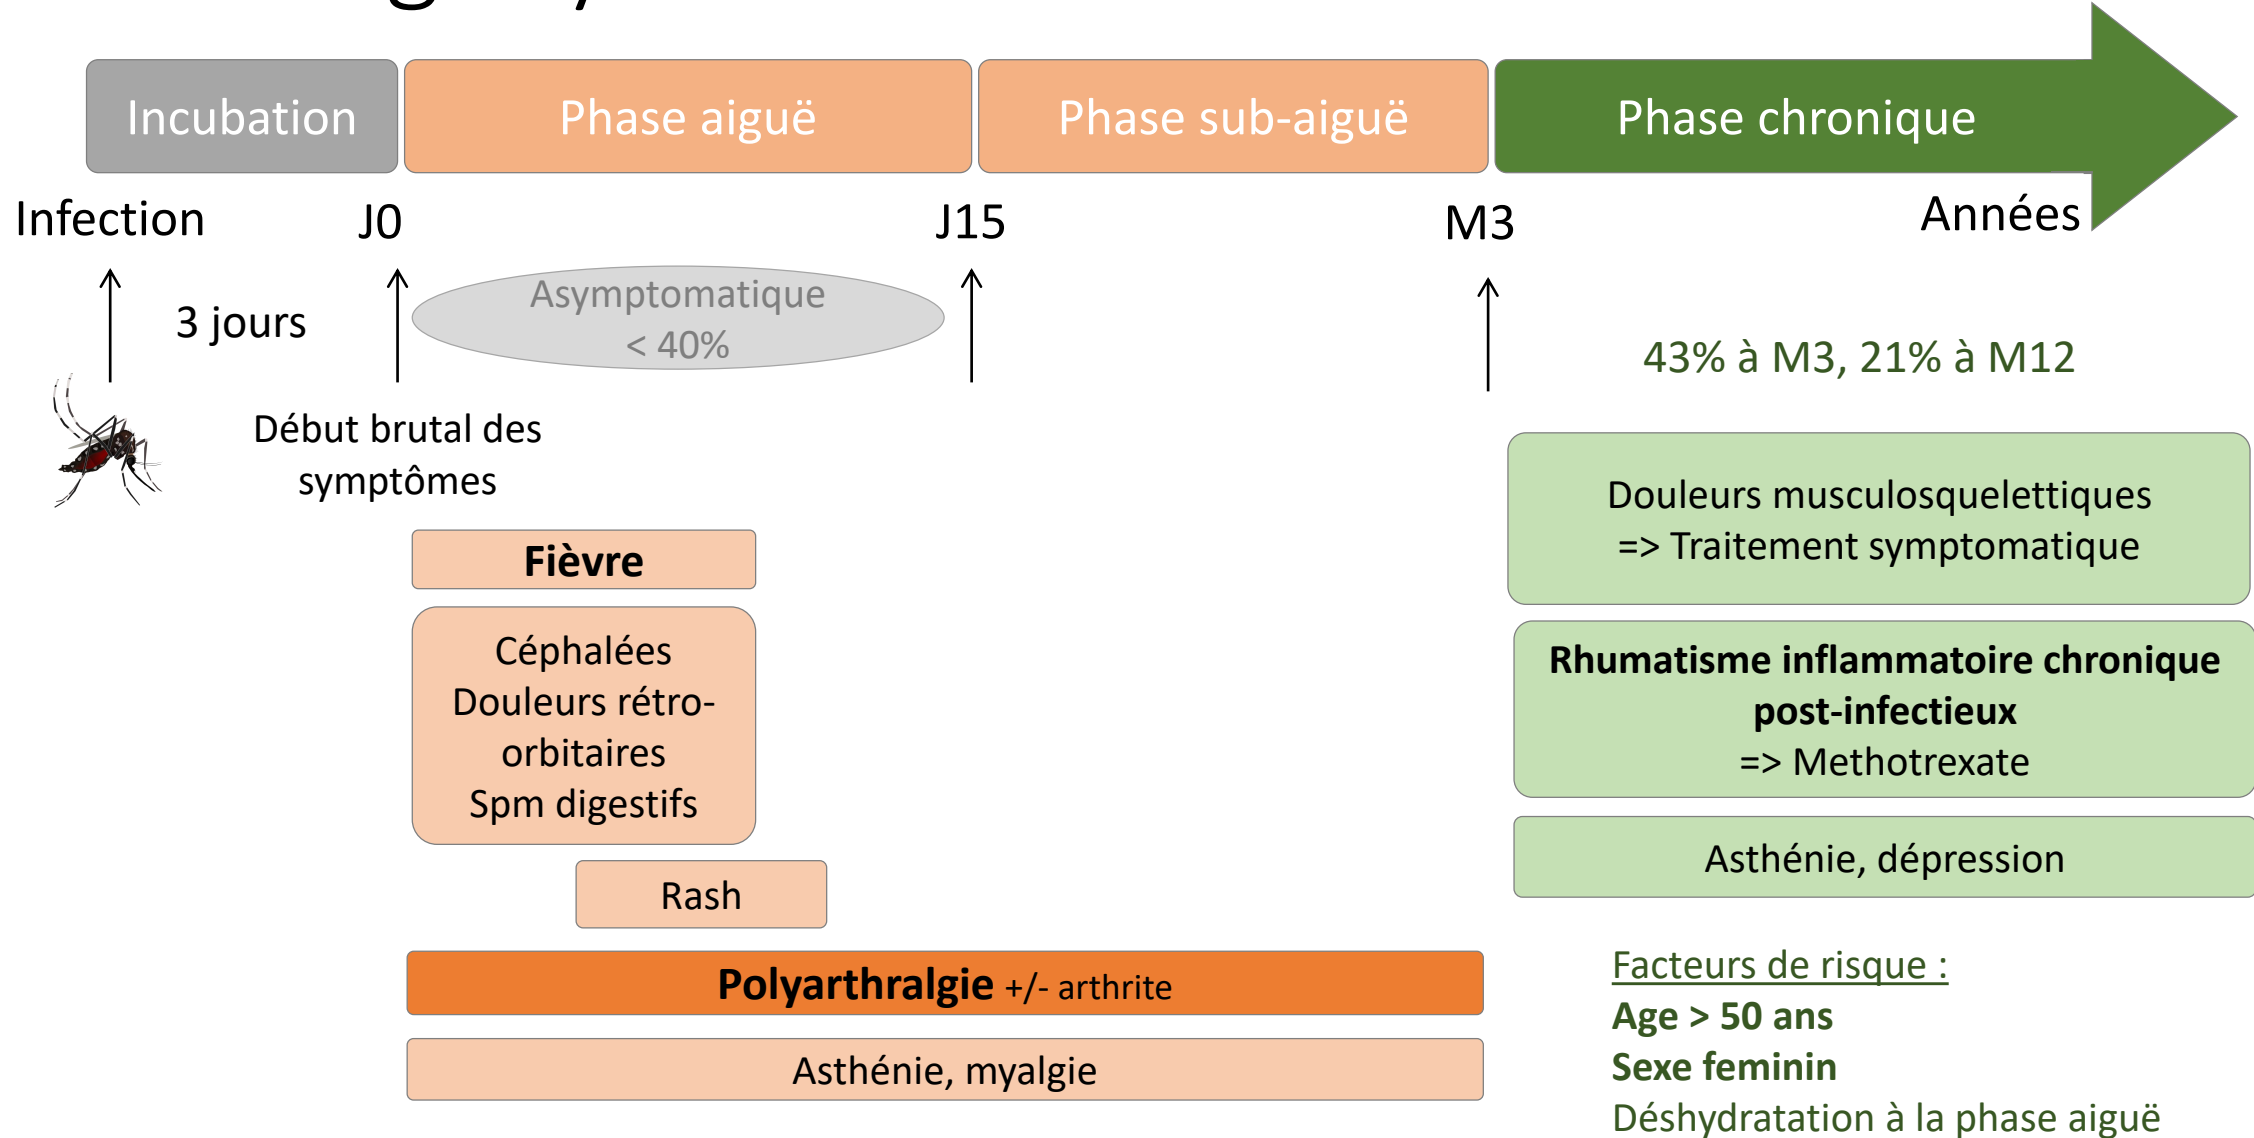 Incubation
Phase aiguë
Phase sub-aiguë
Phase chronique
Infection
J0
J15
M3
Années
3 jours
Asymptomatique
< 40%
43% à M3, 21% à M12
Début brutal des
symptômes
Fièvre
Céphalées
Douleurs rétro-
orbitaires
Spm digestifs
Rash
Polyarthralgie +/- arthrite
Asthénie, myalgie
Douleurs musculosquelettiques
=> Traitement symptomatique
Rhumatisme inflammatoire chronique
post-infectieux
=> Methotrexate
Asthénie, dépression
Facteurs de risque :
Age > 50 ans
Sexe feminin
Déshydratation à la phase aiguë